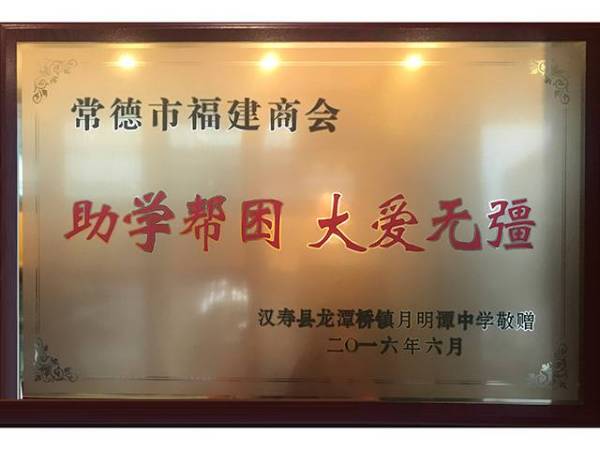 常德市福建商会
助学帮困 大爱无疆
汉寿县龙潭桥镇月明潭中学敬赠
二〇一六年六月